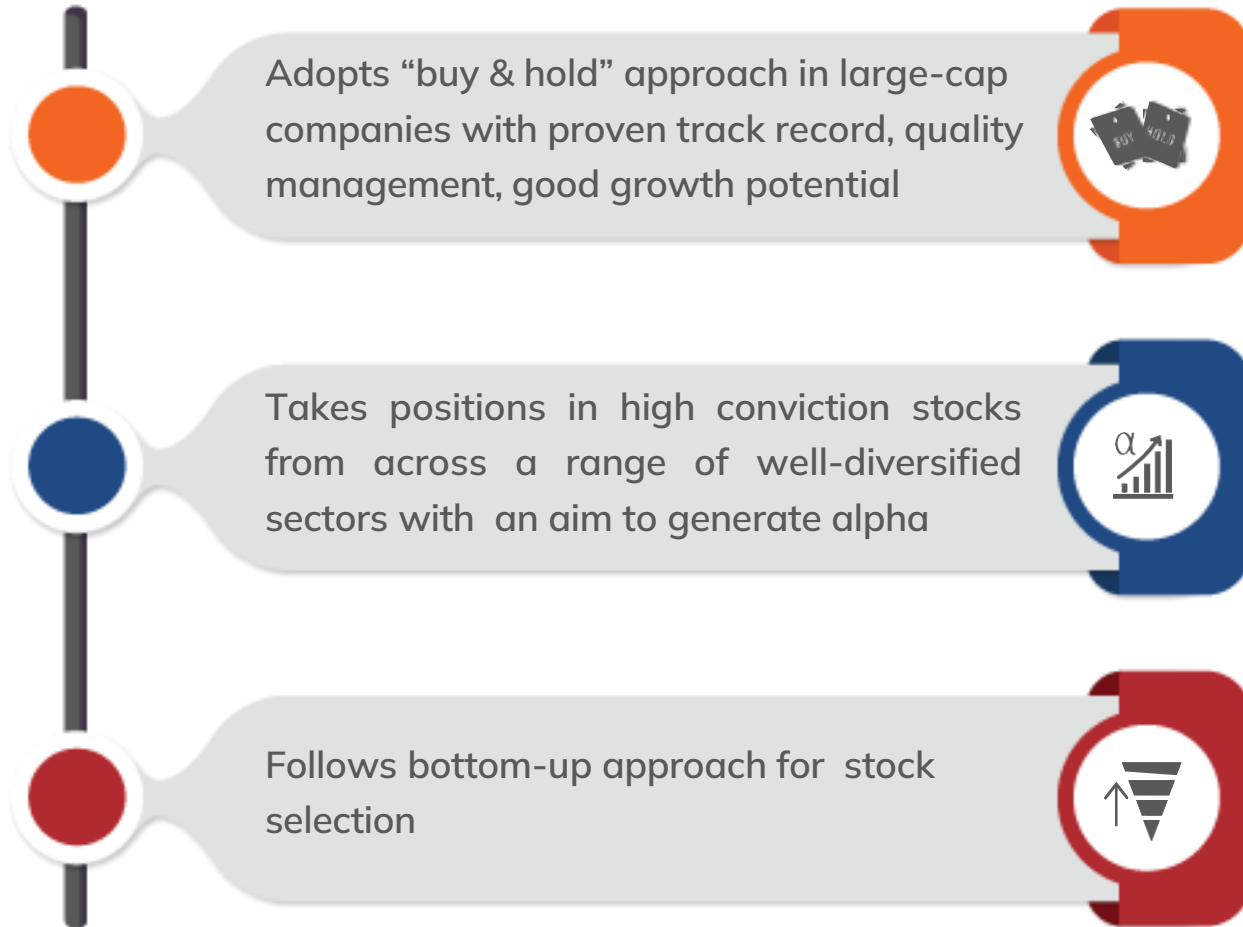 Adopts “buy & hold” approach in large-cap
companies with proven track record, quality
management, good growth potential
BUY HOLD
Takes positions in high conviction stocks
from across a range of well-diversified
sectors with an aim to generate alpha
α
Follows bottom-up approach for stock
selection